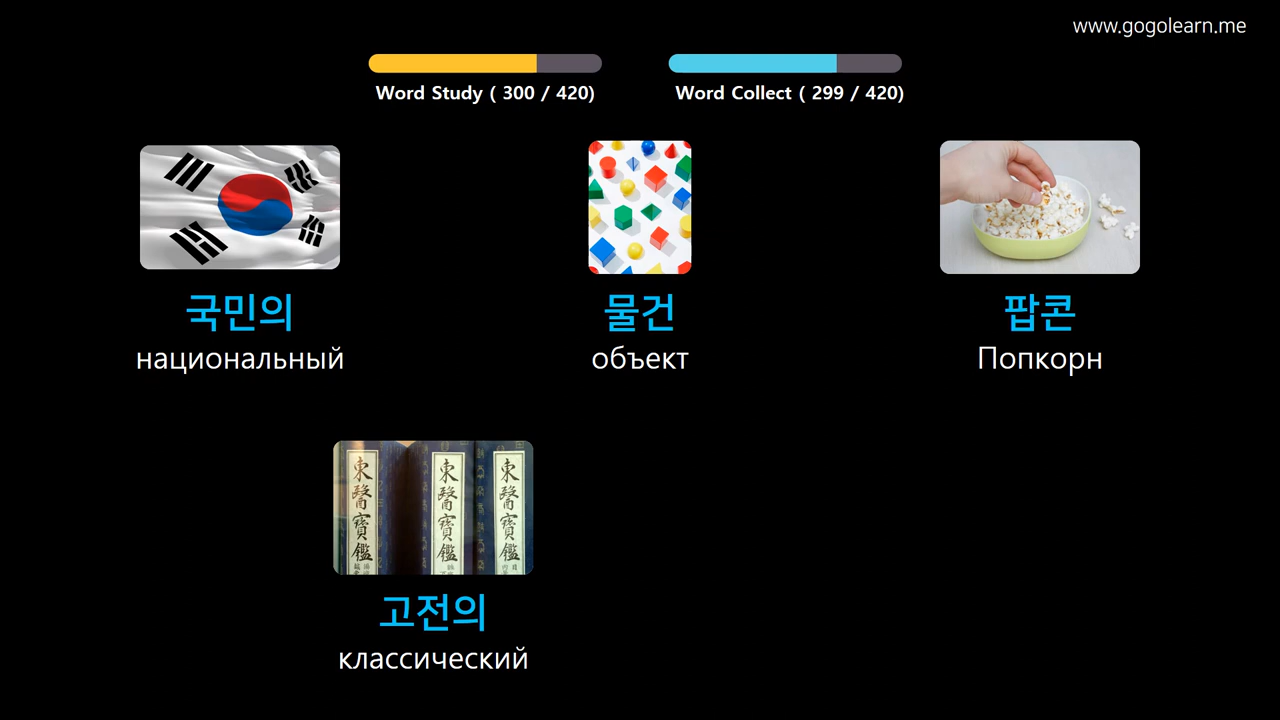 www.gogolearn.me
Word Study ( 300 / 420)
Word Collect ( 299 / 420)
국민의
национальный
물건
объект
팝콘
Попкорн
東醫寶鑑
東醫寶鑑
東醫寶鑑
고전의
классический